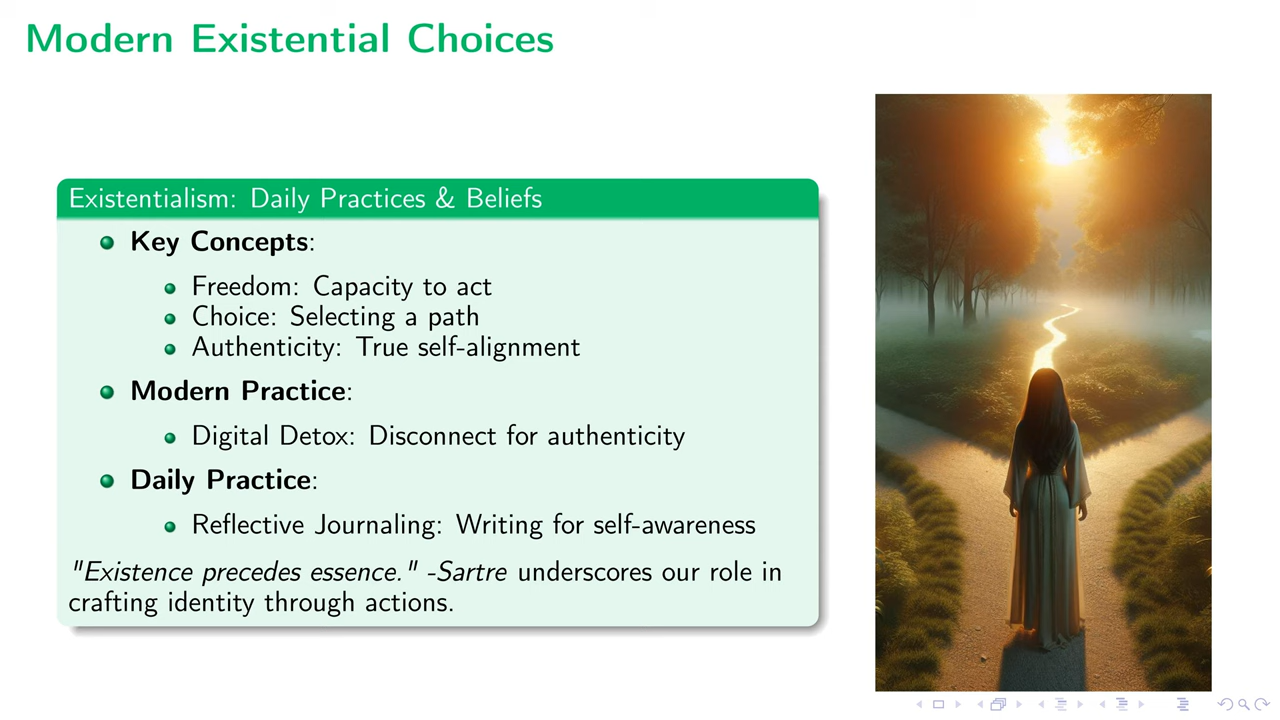 Modern Existential Choices
Existentialism: Daily Practices & Beliefs
Key Concepts:
Freedom: Capacity to act
Choice: Selecting a path
Authenticity: True self-alignment
Modern Practice:
Digital Detox: Disconnect for authenticity
Daily Practice:
Reflective Journaling: Writing for self-awareness
"Existence precedes essence." -Sartre underscores our role in
crafting identity through actions.